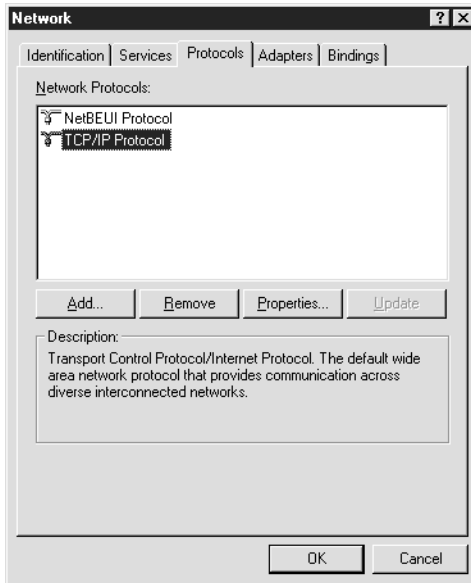 Network
Identification Services Protocols Adapters Bindings
Network Protocols:
NetBEUI Protocol
TCP/IP Protocol
Add... Remove Properties... Update
Description:
Transport Control Protocol/Internet Protocol. The default wide
area network protocol that provides communication across
diverse interconnected networks.
OK Cancel